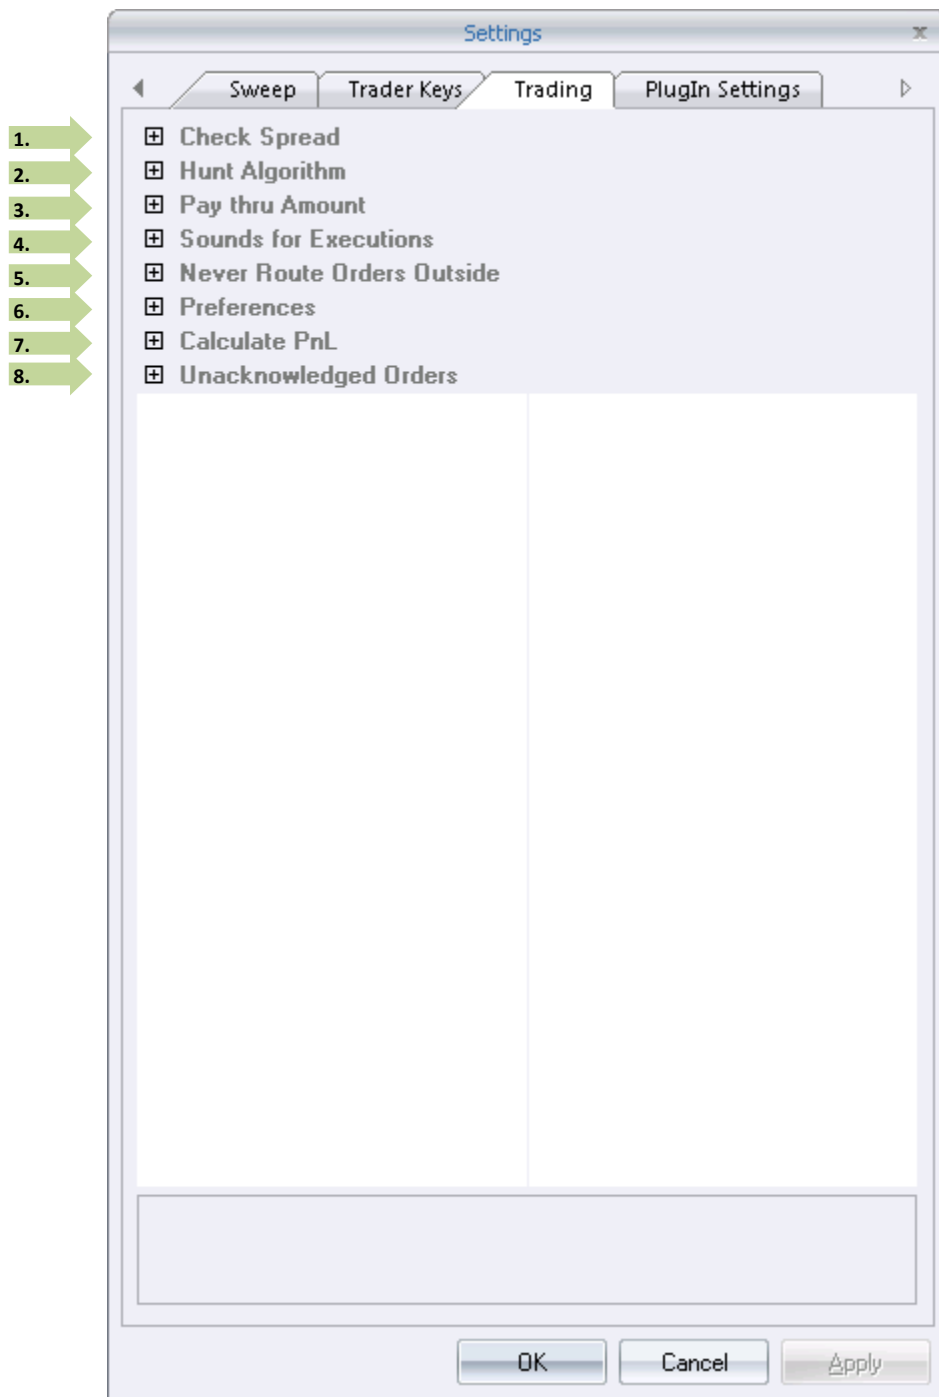 Settings
Sweep Trader Keys Trading PlugIn Settings
1. Check Spread
2. Hunt Algorithm
3. Pay thru Amount
4. Sounds for Executions
5. Never Route Orders Outside
6. Preferences
7. Calculate PnL
8. Unacknowledged Orders
OK Cancel Apply